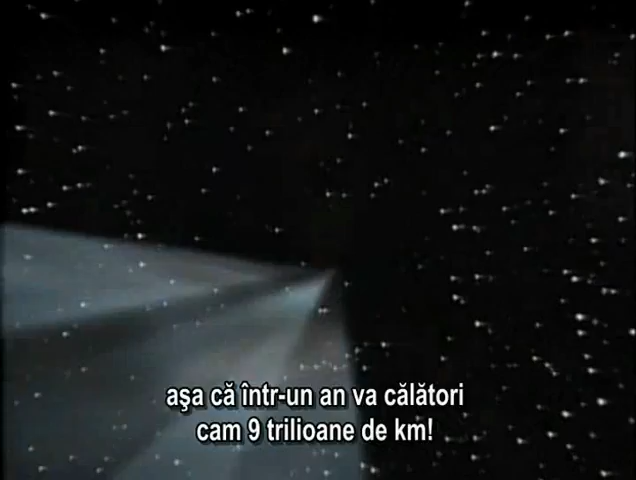 aşa că într-un an va călători
cam 9 trilioane de km!